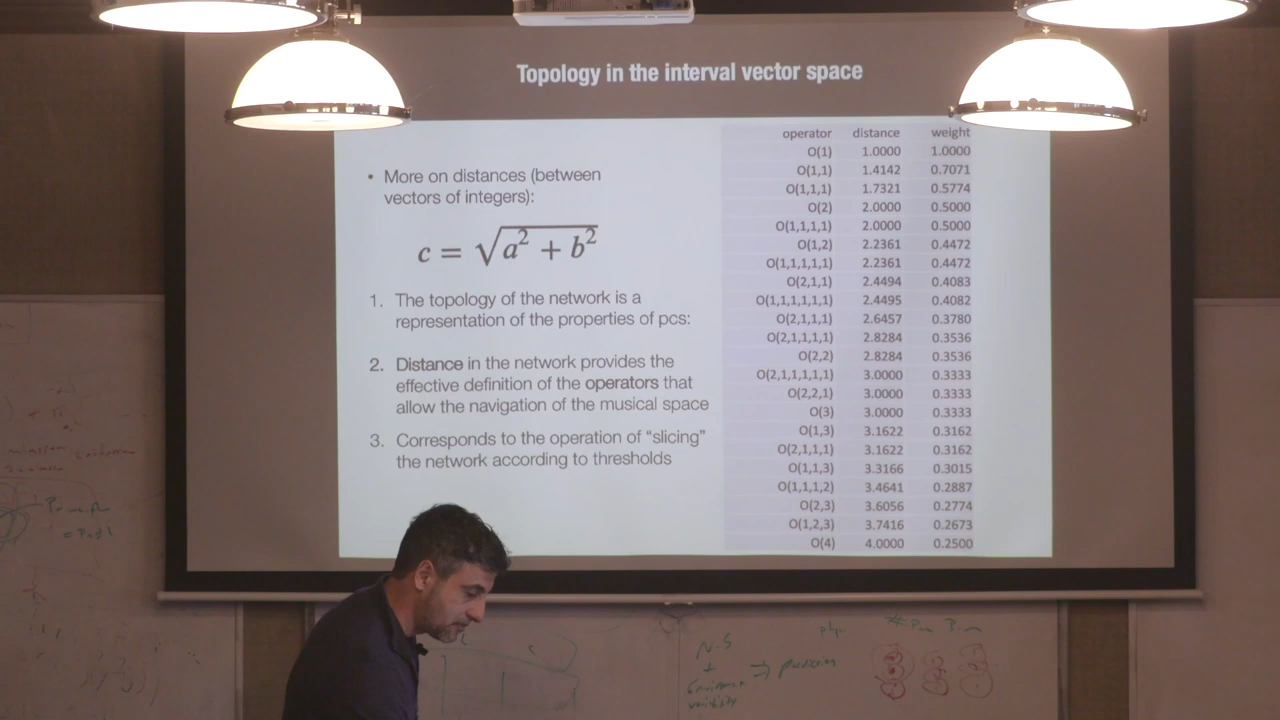 Topology in the interval vector space
• More on distances (between
vectors of integers):
c = √a² + b²
1. The topology of the network is a
representation of the properties of pcs:
2. Distance in the network provides the
effective definition of the operators that
allow the navigation of the musical space
3. Corresponds to the operation of “slicing”
the network according to thresholds
operator distance weight
O(1) 1.0000 1.0000
O(1,1) 1.4142 0.7071
O(1,1,1) 1.7321 0.5774
O(2) 2.0000 0.5000
O(1,1,1,1) 2.0000 0.5000
O(1,2) 2.2361 0.4472
O(1,1,1,1,1) 2.2361 0.4472
O(2,1,1) 2.4494 0.4083
O(1,1,1,1,1,1) 2.4495 0.4082
O(2,1,1,1) 2.6457 0.3780
O(2,1,1,1,1) 2.8284 0.3536
O(2,2) 2.8284 0.3536
O(2,1,1,1,1,1) 3.0000 0.3333
O(2,2,1) 3.0000 0.3333
O(3) 3.0000 0.3333
O(1,3) 3.1622 0.3162
O(2,1,1,1) 3.1622 0.3162
O(1,1,3) 3.3166 0.3015
O(1,1,1,2) 3.4641 0.2887
O(2,3) 3.6056 0.2774
O(1,2,3) 3.7416 0.2673
O(4) 4.0000 0.2500
N.S